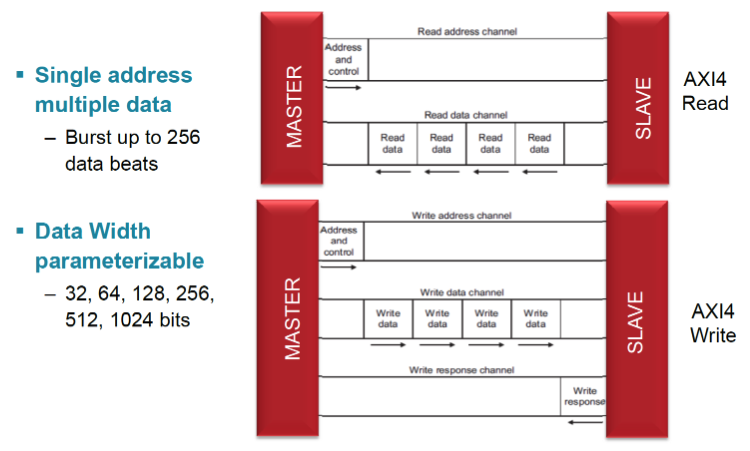 ▪ Single address
multiple data
– Burst up to 256
data beats
▪ Data Width
parameterizable
– 32, 64, 128, 256,
512, 1024 bits
MASTER
Read address channel
Address
and
control
Read data channel
Read
data
Read
data
Read
data
Read
data
SLAVE
AXI4
Read
MASTER
Write address channel
Address
and
control
Write data channel
Write
data
Write
data
Write
data
Write
data
Write response channel
Write
response
SLAVE
AXI4
Write